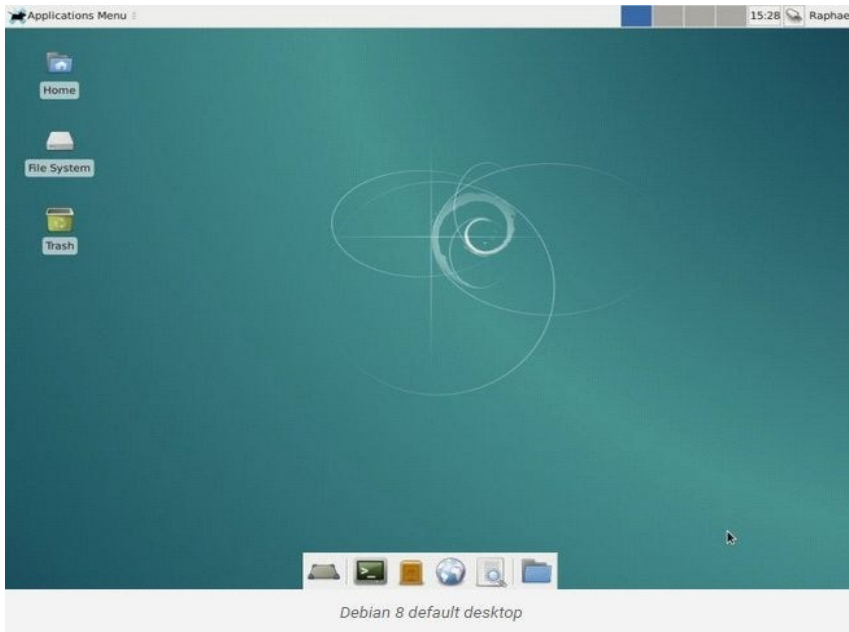 Applications Menu
15:28
Raphae
Home
File System
Trash
Debian 8 default desktop